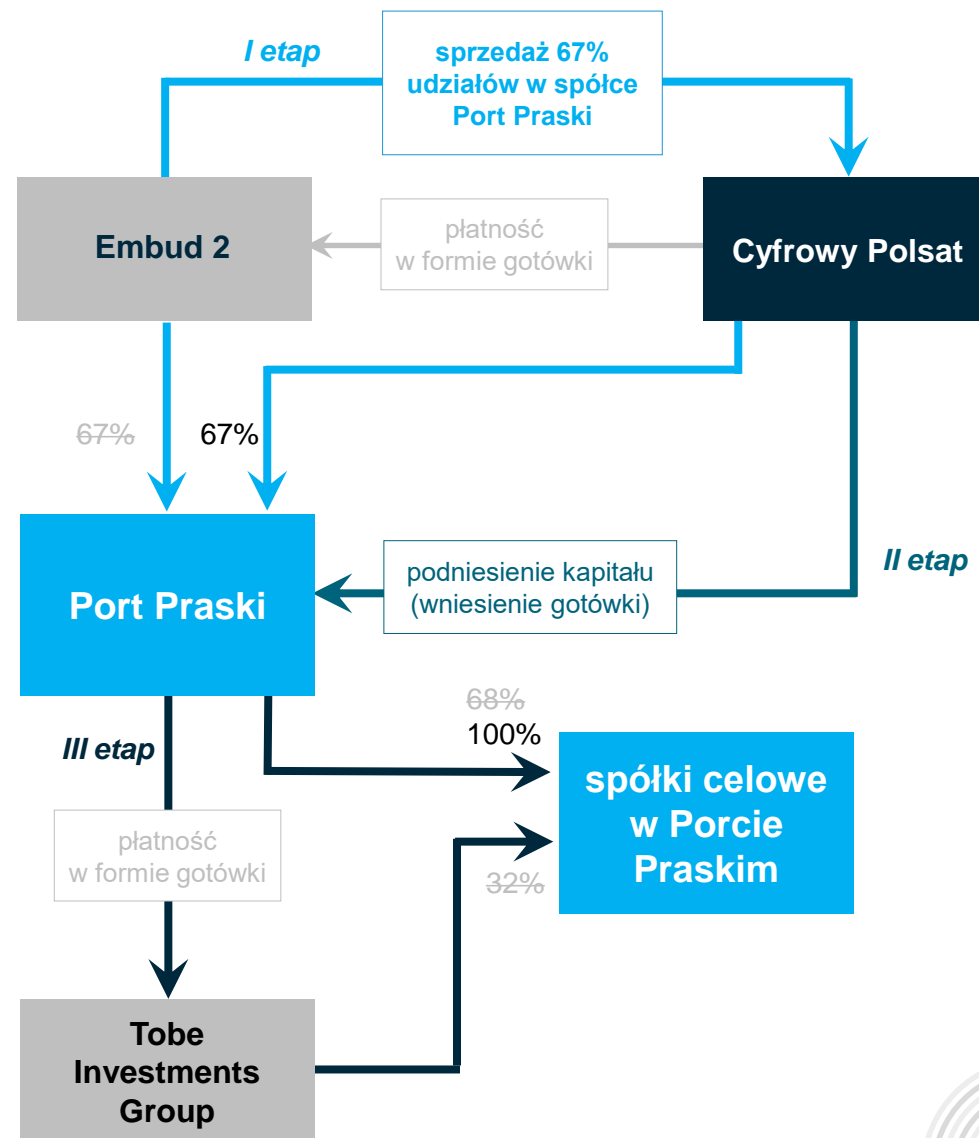 I etap
sprzedaż 67%
udziałów w spółce
Port Praski
Embud 2
płatność
w formie gotówki
Cyfrowy Polsat
67%
67%
Port Praski
podniesienie kapitału
(wniesienie gotówki)
II etap
68%
100%
III etap
spółki celowe
w Porcie
Praskim
płatność
w formie gotówki
32%
Tobe
Investments
Group